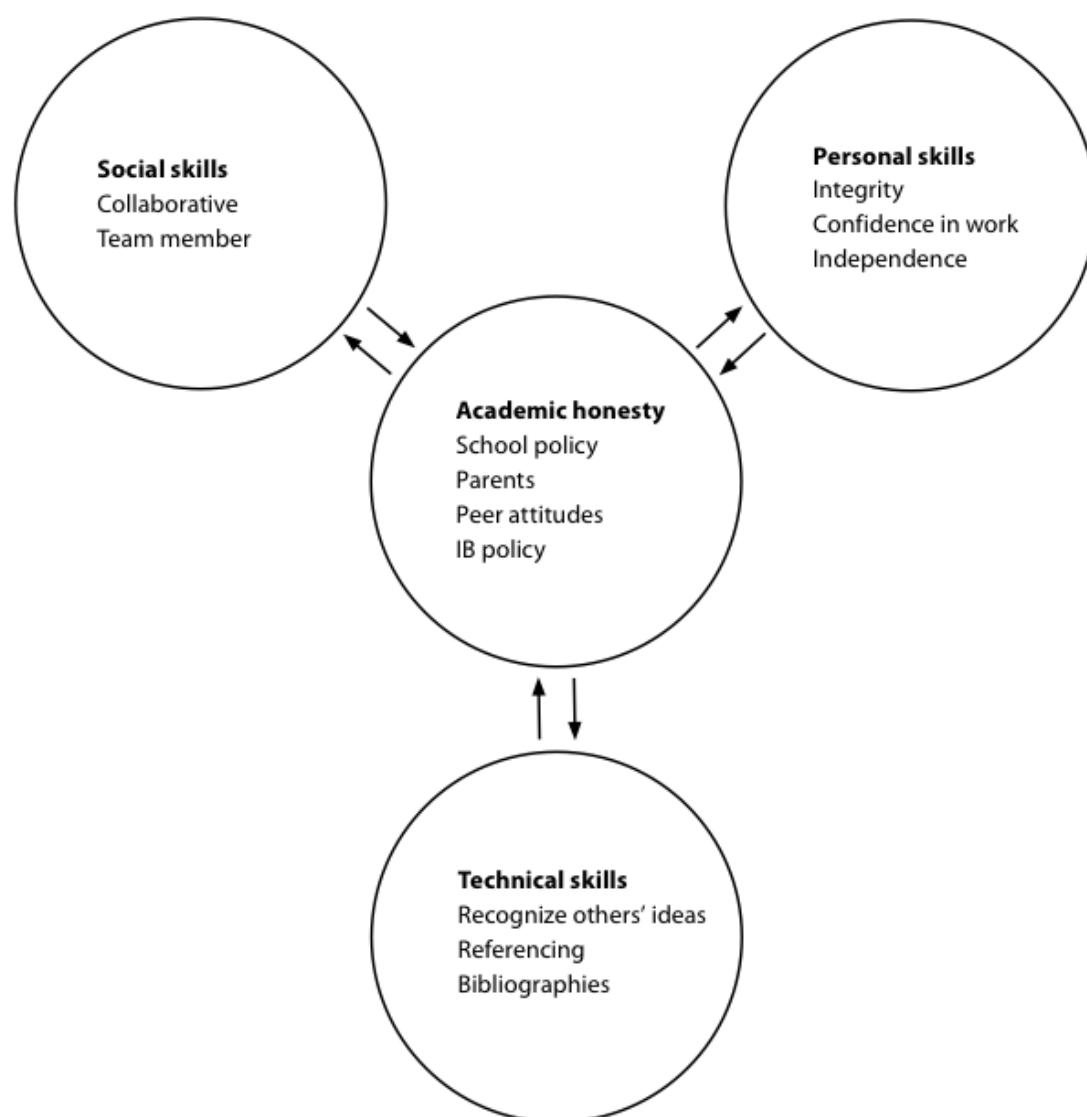 Social skills
Collaborative
Team member
Personal skills
Integrity
Confidence in work
Independence
Academic honesty
School policy
Parents
Peer attitudes
IB policy
Technical skills
Recognize others’ ideas
Referencing
Bibliographies